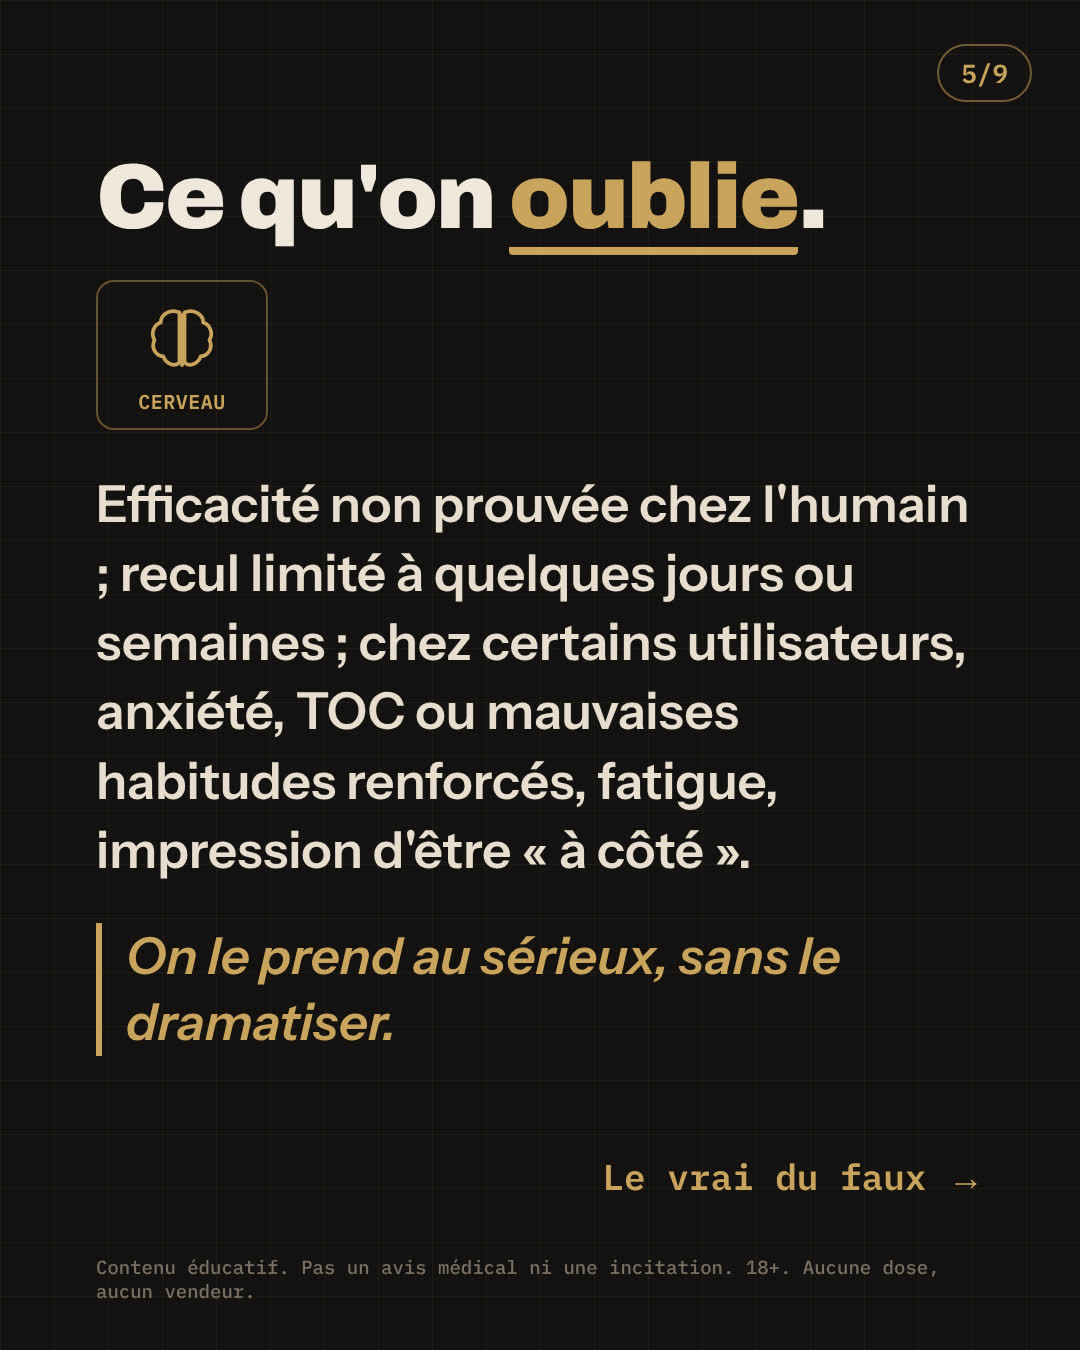 5/9
Ce qu'on oublie.
CERVEAU
Efficacité non prouvée chez l'humain
; recul limité à quelques jours ou
semaines ; chez certains utilisateurs,
anxiété, TOC ou mauvaises
habitudes renforcés, fatigue,
impression d'être « à côté ».
On le prend au sérieux, sans le
dramatiser.
Le vrai du faux →
Contenu éducatif. Pas un avis médical ni une incitation. 18+. Aucune dose,
aucun vendeur.